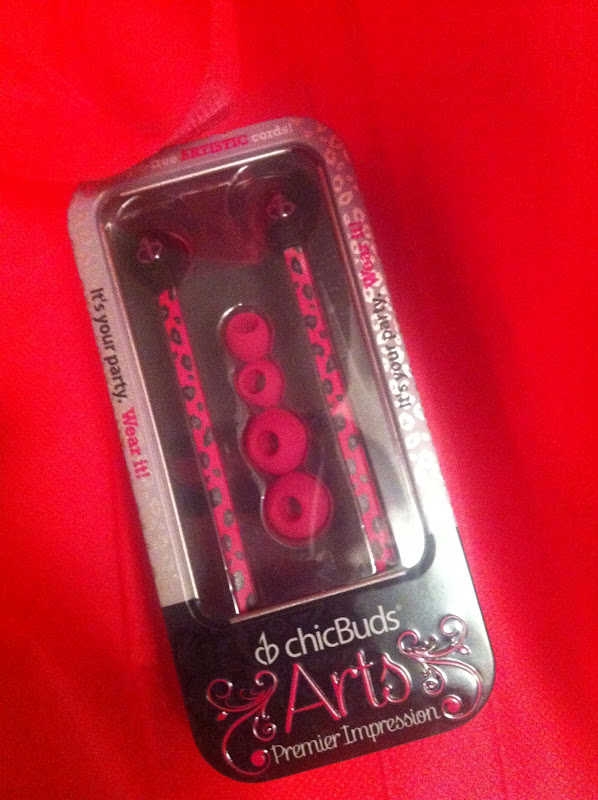 ARTISTIC cords!
It's your party. Wear it!
It's your party. Wear it!
chicBuds
Arts
Premier Impression